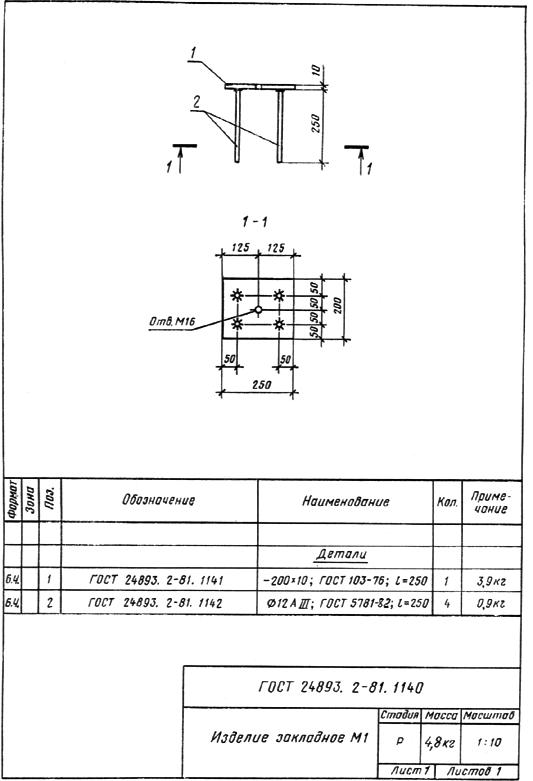 1
10
2
250
1
1
1-1
125
125
50
50
50
50
200
Отв. М16
50
50
250
Формат
Зона
Поз.
Обозначение
Наименование
Кол.
Приме-
чание
Детали
б.ч. 1 ГОСТ 24893. 2-81. 1141 -200×10; ГОСТ 103-76; l=250 1 3,9кг
б.ч. 2 ГОСТ 24893. 2-81. 1142 Ø12АIII; ГОСТ 5781-82; l=250 4 0,9кг
ГОСТ 24893. 2-81. 1140
Изделие закладное М1
Стадия Масса Масштаб
Р 4,8кг 1:10
Лист 1 Листов 1